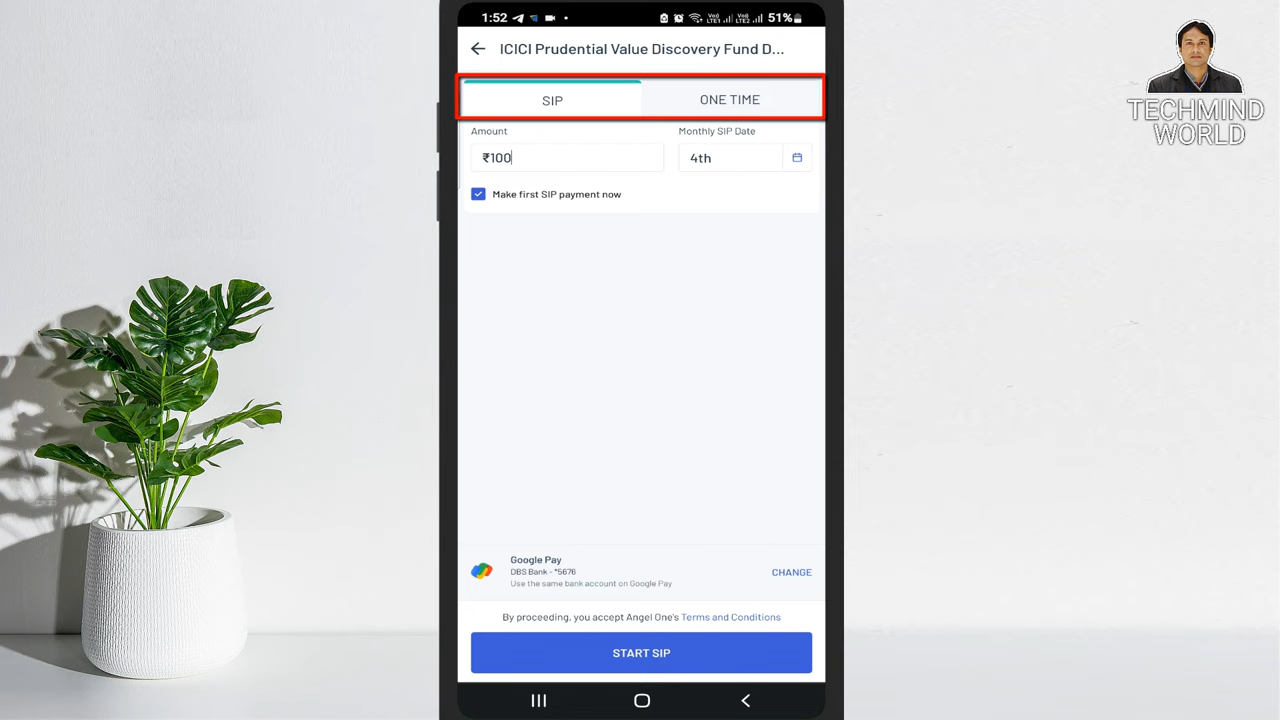 1:52
51%
ICICI Prudential Value Discovery Fund D...
SIP
ONE TIME
Amount
Monthly SIP Date
₹100
4th
Make first SIP payment now
Google Pay
DBS Bank - *5676
Use the same bank account on Google Pay
CHANGE
By proceeding, you accept Angel One's Terms and Conditions
START SIP
TECHMIND
WORLD